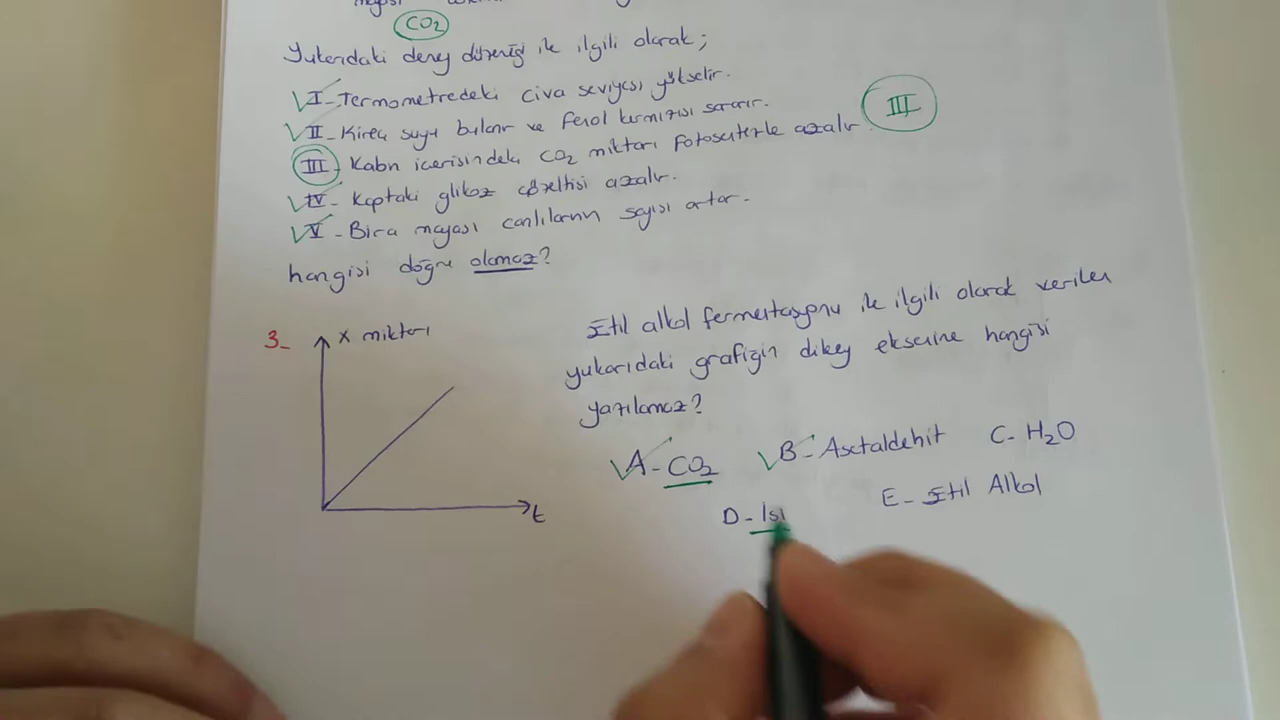 CO₂
Yukarıdaki deney düzeneği ile ilgili olarak;
I - Termometredeki civa seviyesi yükselir.
II - Kireç suyu bulanır ve fenol kırmızısı sararır.
III - Kabın içerisindeki CO₂ miktarı fotosentezle azalır.
III
IV - Kaptaki glikoz çözeltisi azalır.
V - Bira mayası canlılarının sayısı artar.
hangisi doğru olamaz?
3- X miktarı
t
Etil alkol fermentasyonu ile ilgili olarak verilen
yukarıdaki grafiğin dikey eksenine hangisi
yazılamaz?
A - CO₂ B - Asetaldehit C - H₂O
D - Isı E - Etil Alkol